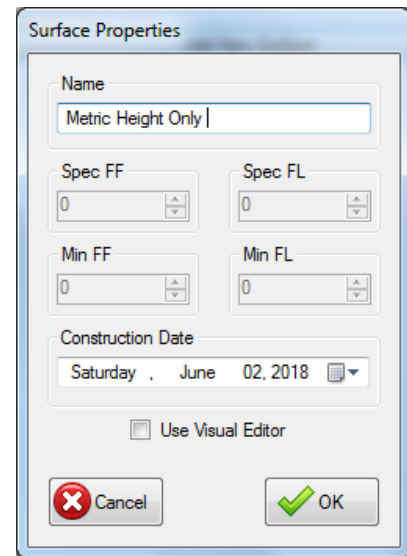 Surface Properties
Name
Metric Height Only
Spec FF
Spec FL
0
0
Min FF
Min FL
0
0
Construction Date
Saturday , June 02, 2018
Use Visual Editor
Cancel
OK